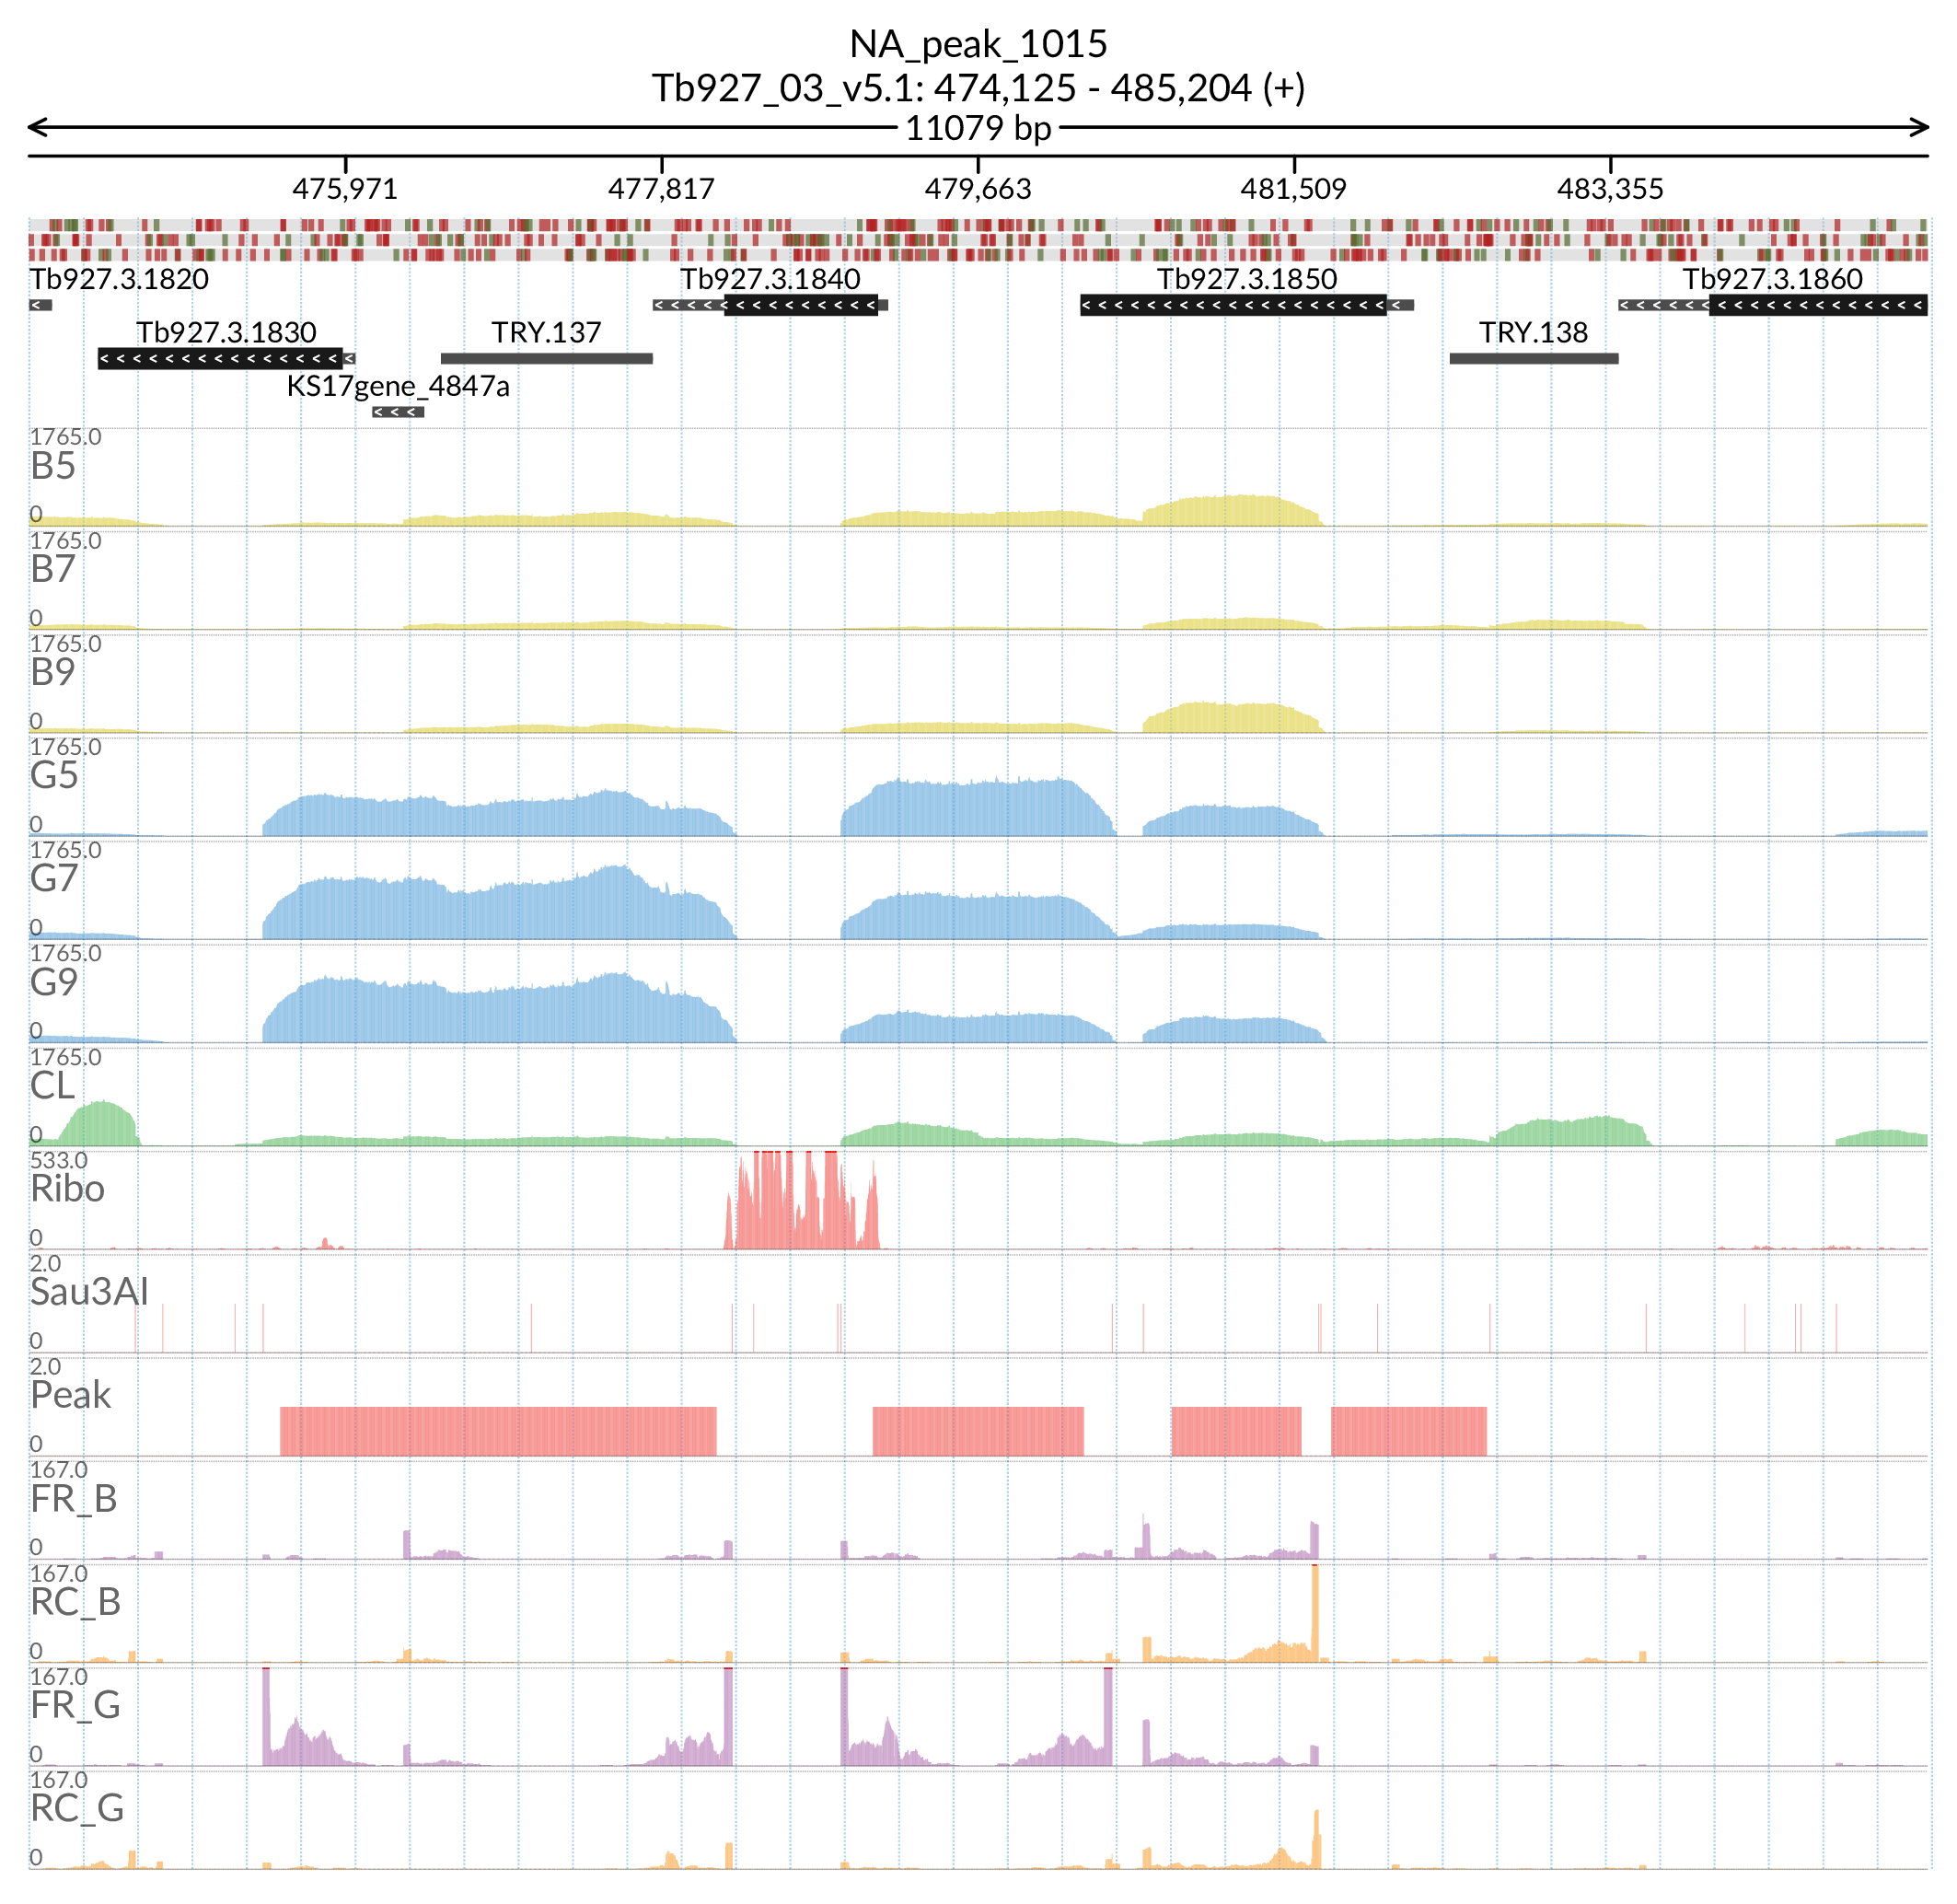 NA_peak_1015
Tb927_03_v5.1: 474,125 - 485,204 (+)
11079 bp
475,971 477,817 479,663 481,509 483,355
Tb927.3.1820 Tb927.3.1840 Tb927.3.1850 Tb927.3.1860
Tb927.3.1830 TRY.137 TRY.138
KS17gene_4847a
1765.0
B5
0
1765.0
B7
0
1765.0
B9
0
1765.0
G5
0
1765.0
G7
0
1765.0
G9
0
1765.0
CL
0
533.0
Ribo
0
2.0
Sau3AI
0
2.0
Peak
0
167.0
FR_B
0
167.0
RC_B
0
167.0
FR_G
0
167.0
RC_G
0